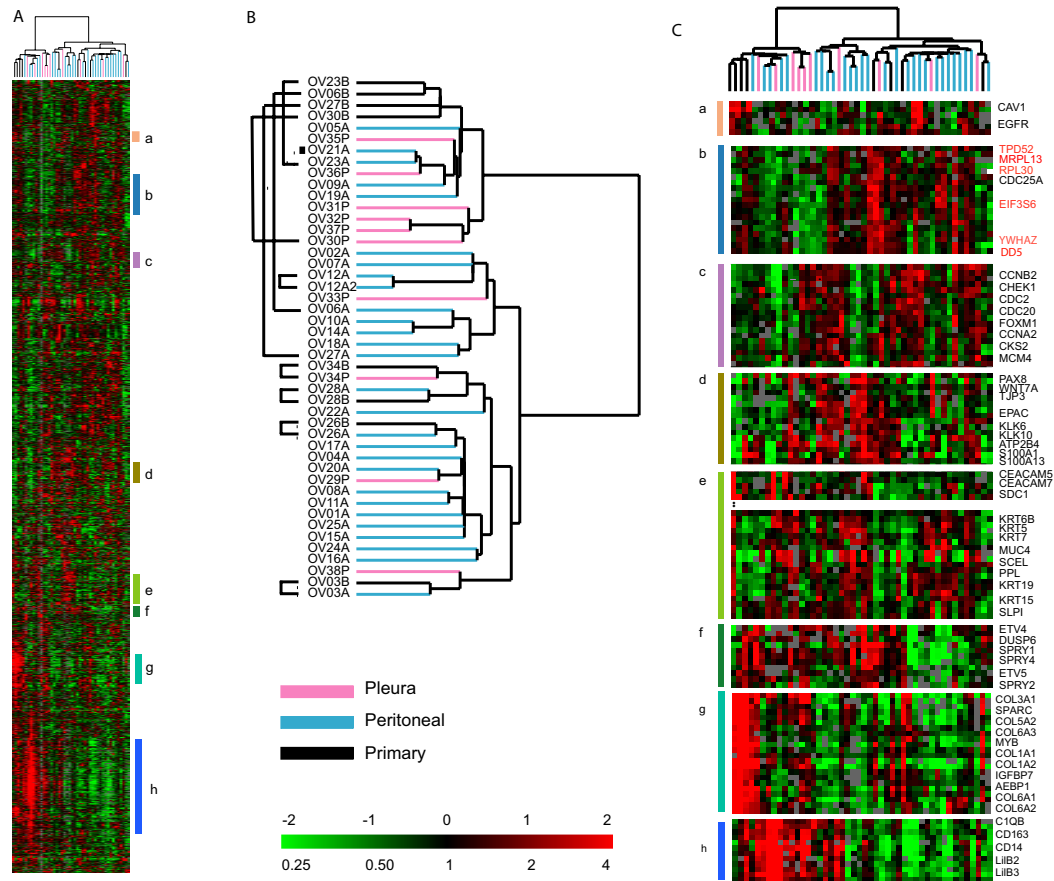 A
a
b
c
d
e
f
g
h
B
OV23B
OV06B
OV27B
OV30B
OV05A
OV35P
OV21A
OV23A
OV36P
OV09A
OV19A
OV31P
OV32P
OV37P
OV30P
OV02A
OV07A
OV12A
OV12A2
OV33P
OV06A
OV10A
OV14A
OV18A
OV27A
OV34B
OV34P
OV28A
OV28B
OV22A
OV26B
OV26A
OV17A
OV04A
OV20A
OV29P
OV08A
OV11A
OV01A
OV25A
OV15A
OV24A
OV16A
OV38P
OV03B
OV03A
Pleura
Peritoneal
Primary
-2 -1 0 1 2
0.25 0.50 1 2 4
C
a
CAV1
EGFR
b
TPD52
MRPL13
RPL30
CDC25A
EIF3S6
YWHAZ
DD5
c
CCNB2
CHEK1
CDC2
CDC20
FOXM1
CCNA2
CKS2
MCM4
d
PAX8
WNT7A
TJP3
EPAC
KLK6
KLK10
ATP2B4
S100A1
S100A13
e
CEACAM5
CEACAM7
SDC1
KRT6B
KRT5
KRT7
MUC4
SCEL
PPL
KRT19
KRT15
SLPI
f
ETV4
DUSP6
SPRY1
SPRY4
ETV5
SPRY2
g
COL3A1
SPARC
COL5A2
COL6A3
MYB
COL1A1
COL1A2
IGFBP7
AEBP1
COL6A1
COL6A2
h
C1QB
CD163
CD14
LilB2
LilB3